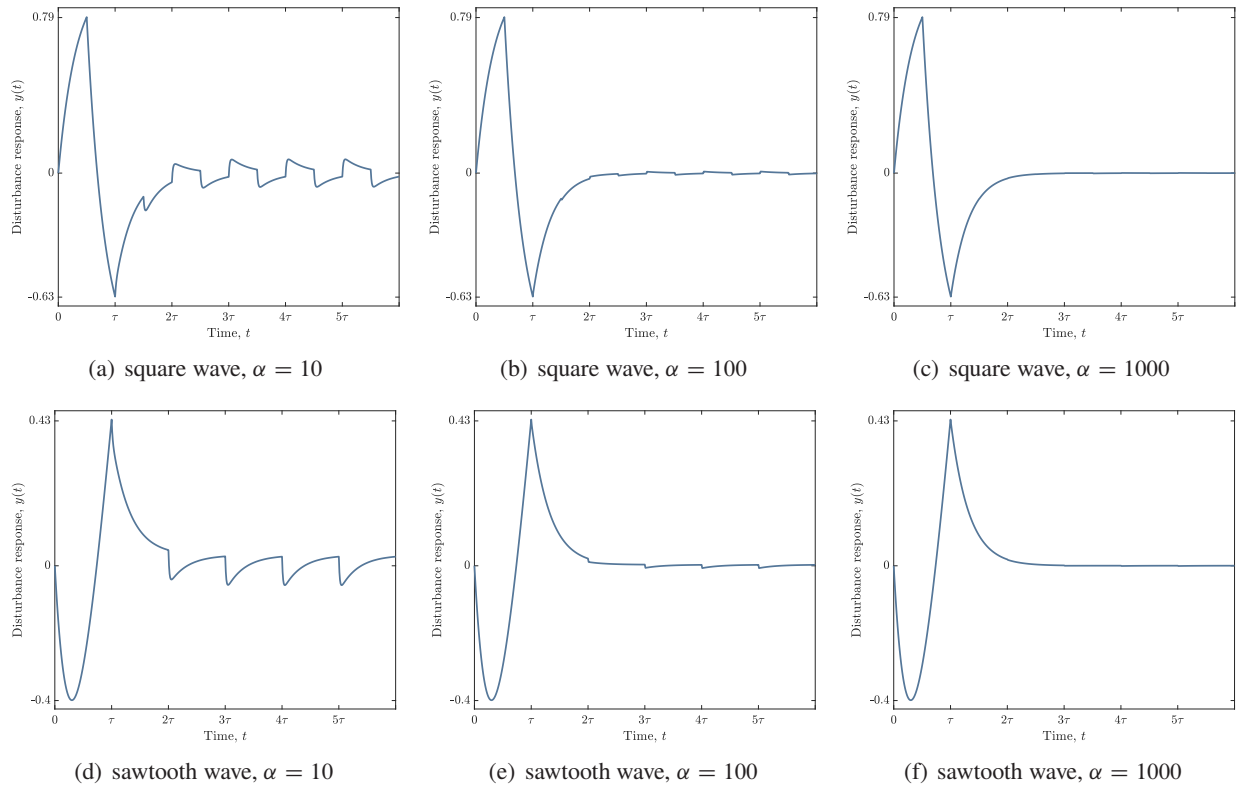 0.79
0
-0.63
Disturbance response, y(t)
0 τ 2τ 3τ 4τ 5τ
Time, t
(a) square wave, α = 10
0.79
0
-0.63
Disturbance response, y(t)
0 τ 2τ 3τ 4τ 5τ
Time, t
(b) square wave, α = 100
0.79
0
-0.63
Disturbance response, y(t)
0 τ 2τ 3τ 4τ 5τ
Time, t
(c) square wave, α = 1000
0.43
0
-0.4
Disturbance response, y(t)
0 τ 2τ 3τ 4τ 5τ
Time, t
(d) sawtooth wave, α = 10
0.43
0
-0.4
Disturbance response, y(t)
0 τ 2τ 3τ 4τ 5τ
Time, t
(e) sawtooth wave, α = 100
0.43
0
-0.4
Disturbance response, y(t)
0 τ 2τ 3τ 4τ 5τ
Time, t
(f) sawtooth wave, α = 1000